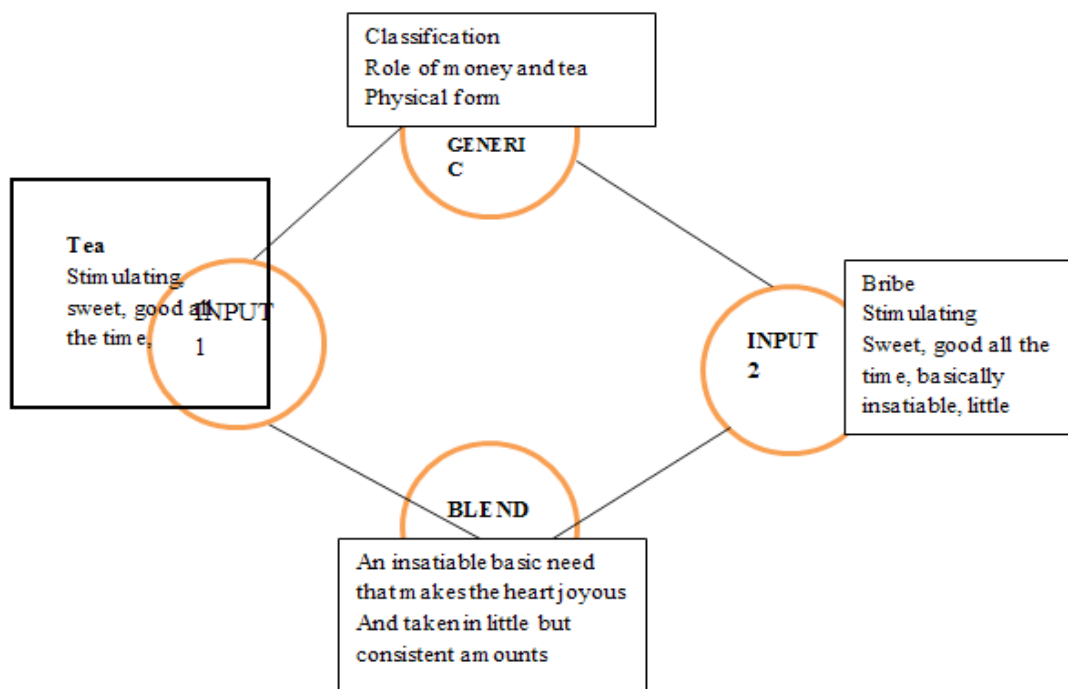 Classification
Role of money and tea
Physical form
GENERI
C
Tea
Stimulating,
sweet, good all
the time,
INPUT
1
INPUT
2
Bribe
Stimulating
Sweet, good all the
time, basically
insatiable, little
BLEND
An insatiable basic need
that makes the heart joyous
And taken in little but
consistent amounts